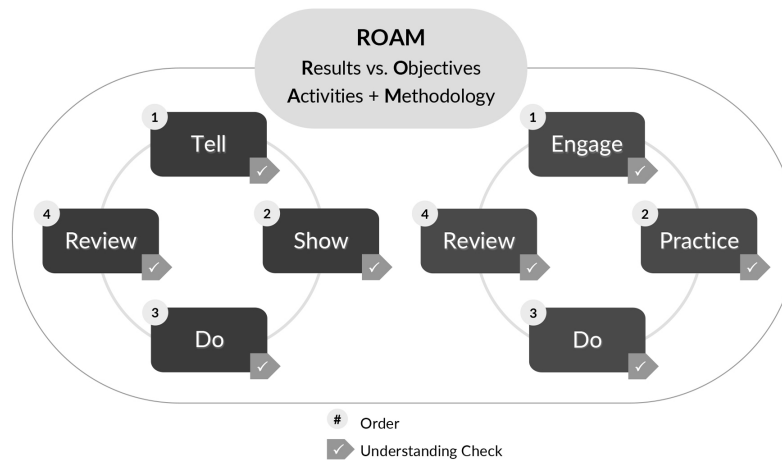 ROAM
Results vs. Objectives
Activities + Methodology
1
Tell
2
Show
3
Do
4
Review
1
Engage
2
Practice
3
Do
4
Review
# Order
Understanding Check